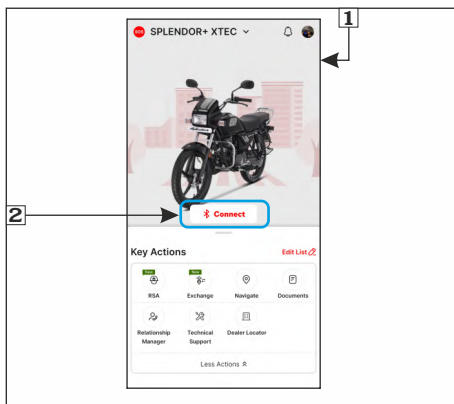 1
SOS SPLENDOR+ XTEC
2
Connect
Key Actions Edit List
New New
RSA Exchange Navigate Documents
Relationship Manager Technical Support Dealer Locator
Less Actions